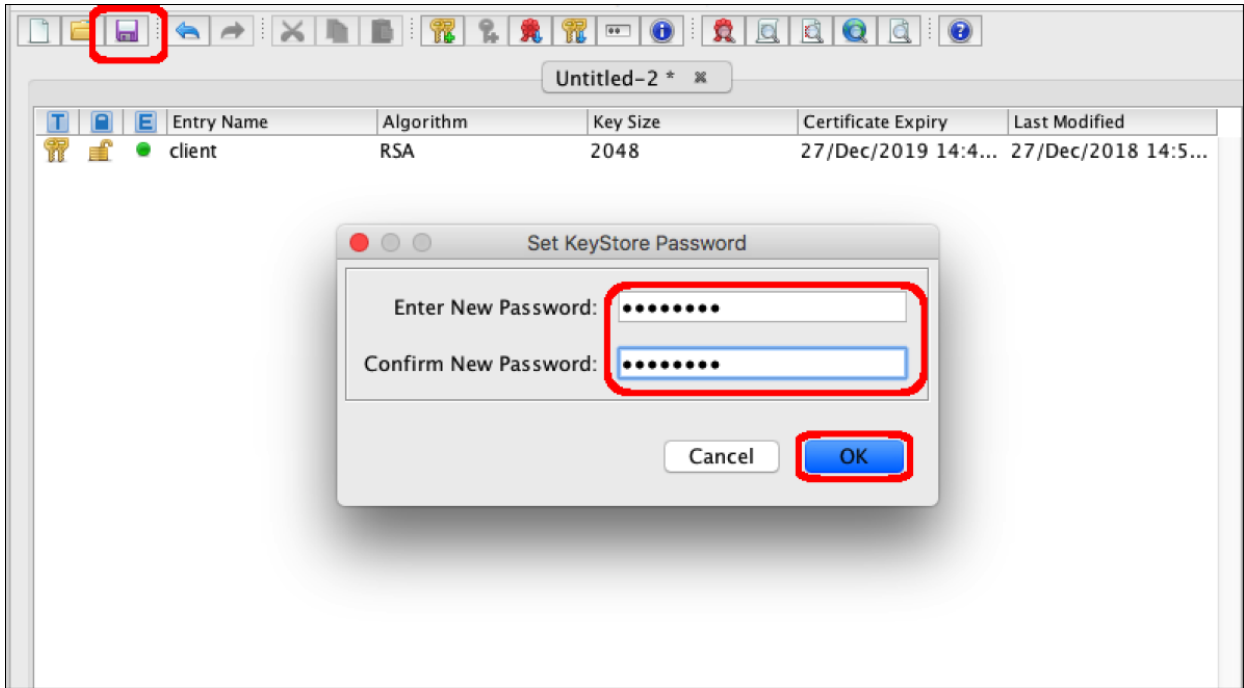 Untitled-2 *
T E Entry Name Algorithm Key Size Certificate Expiry Last Modified
client RSA 2048 27/Dec/2019 14:4... 27/Dec/2018 14:5...
Set KeyStore Password
Enter New Password: ••••••••
Confirm New Password: ••••••••
Cancel OK